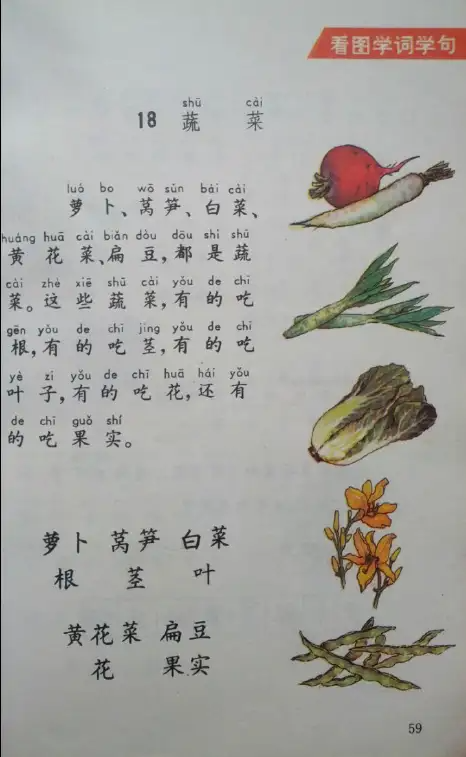 看图学词学句
shū cài
18 蔬 菜
luó bo wō sǔn bái cài
萝 卜、莴 笋、白 菜、
huáng huā cài biǎn dòu dōu shì shū
黄 花 菜、扁 豆,都 是 蔬
cài zhè xiē shū cài yǒu de chī
菜。这 些 蔬 菜,有 的 吃
gēn yǒu de chī jīng yǒu de chī
根,有 的 吃 茎,有 的 吃
yè zi yǒu de chī huā hái yǒu
叶 子,有 的 吃 花,还 有
de chī guǒ shí
的 吃 果 实。
萝卜 莴笋 白菜
根 茎 叶
黄花菜 扁豆
花 果实
59